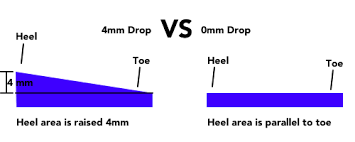 4mm Drop VS 0mm Drop
Heel
Toe
4 mm
Heel area is raised 4mm
Heel
Toe
Heel area is parallel to toe